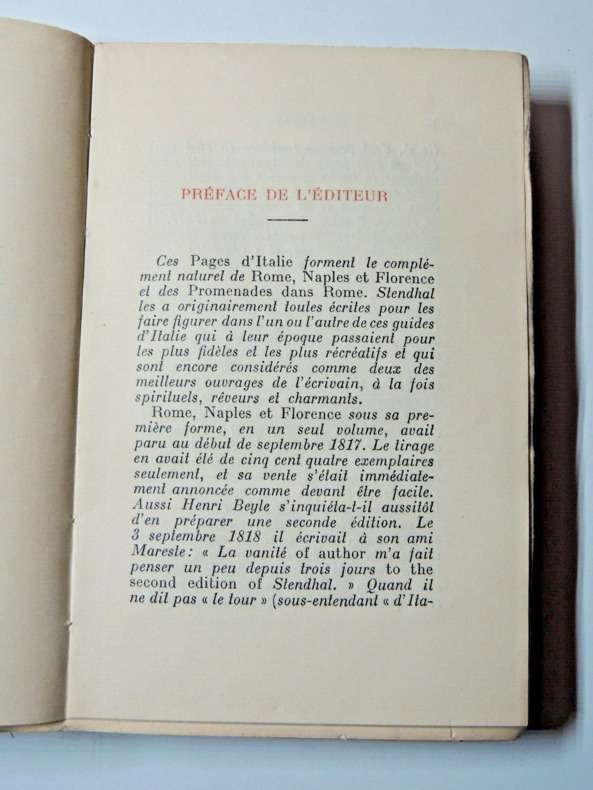 PRÉFACE DE L'ÉDITEUR
Ces Pages d'Italie forment le complé-
ment naturel de Rome, Naples et Florence
et des Promenades dans Rome. Stendhal
les a originairement toutes écrites pour les
faire figurer dans l'un ou l'autre de ces guides
d'Italie qui à leur époque passaient pour
les plus fidèles et les plus récréatifs et qui
sont encore considérés comme deux des
meilleurs ouvrages de l'écrivain, à la fois
spirituels, rêveurs et charmants.
Rome, Naples et Florence sous sa pre-
mière forme, en un seul volume, avait
paru au début de septembre 1817. Le tirage
en avait été de cinq cent quatre exemplaires
seulement, et sa vente s'était immédiate-
ment annoncée comme devant être facile.
Aussi Henri Beyle s'inquiéta-t-il aussitôt
d'en préparer une seconde édition. Le
3 septembre 1818 il écrivait à son ami
Mareste : « La vanité of author m'a fait
penser un peu depuis trois jours to the
second edition of Stendhal. » Quand il
ne dit pas « le tour » (sous-entendant « d'Ita-